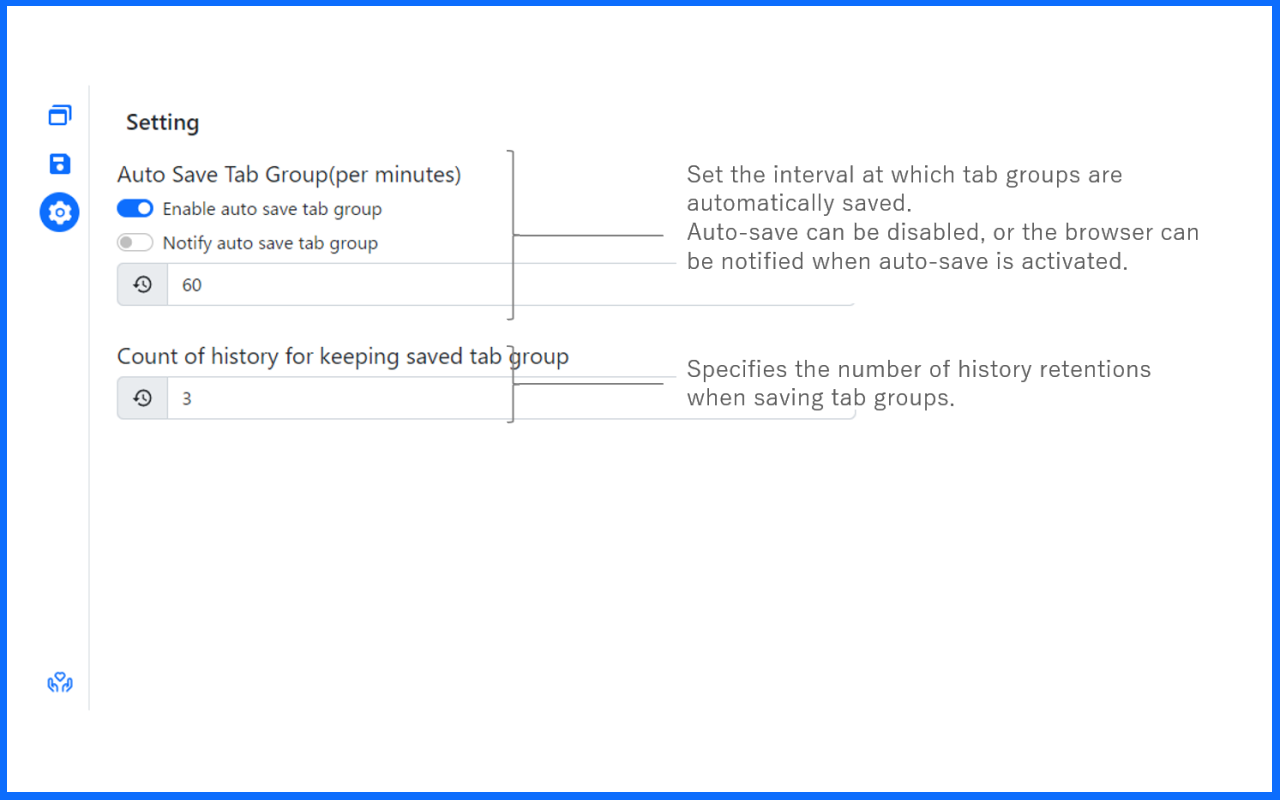 Setting
Auto Save Tab Group(per minutes)
Enable auto save tab group
Notify auto save tab group
60
Set the interval at which tab groups are
automatically saved.
Auto-save can be disabled, or the browser can
be notified when auto-save is activated.
Count of history for keeping saved tab group
3
Specifies the number of history retentions
when saving tab groups.